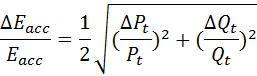 ΔE_acc / E_acc = 1/2 √((ΔP_t / P_t)² + (ΔQ_t / Q_t)²)